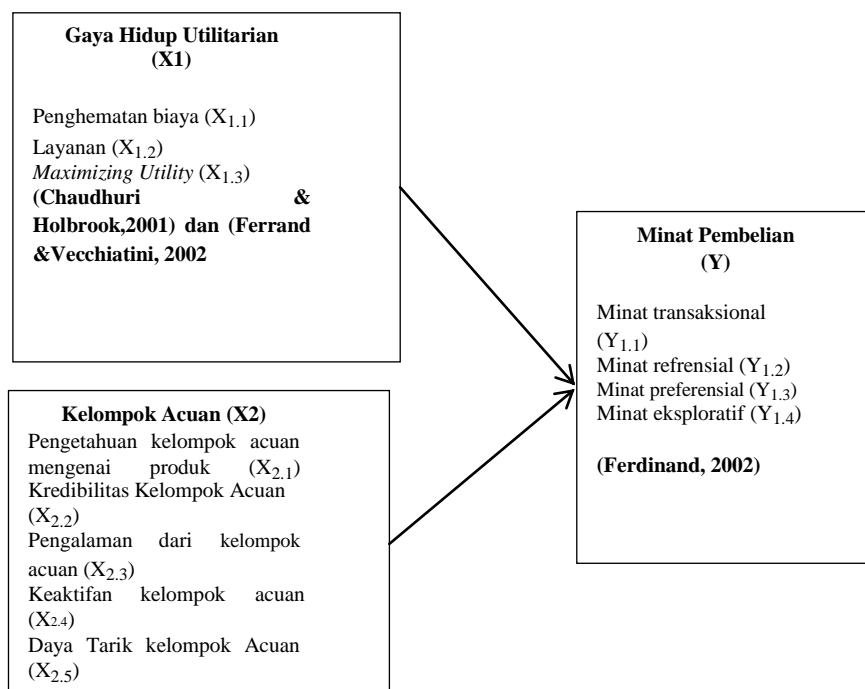 Gaya Hidup Utilitarian
(X1)
Penghematan biaya (X1.1)
Layanan (X1.2)
Maximizing Utility (X1.3)
(Chaudhuri &
Holbrook,2001) dan (Ferrand
&Vecchiatini, 2002
Minat Pembelian
(Y)
Minat transaksional
(Y1.1)
Minat refrensial (Y1.2)
Minat preferensial (Y1.3)
Minat eksploratif (Y1.4)
(Ferdinand, 2002)
Kelompok Acuan (X2)
Pengetahuan kelompok acuan
mengenai produk (X2.1)
Kredibilitas Kelompok Acuan
(X2.2)
Pengalaman dari kelompok
acuan (X2.3)
Keaktifan kelompok acuan
(X2.4)
Daya Tarik kelompok Acuan
(X2.5)